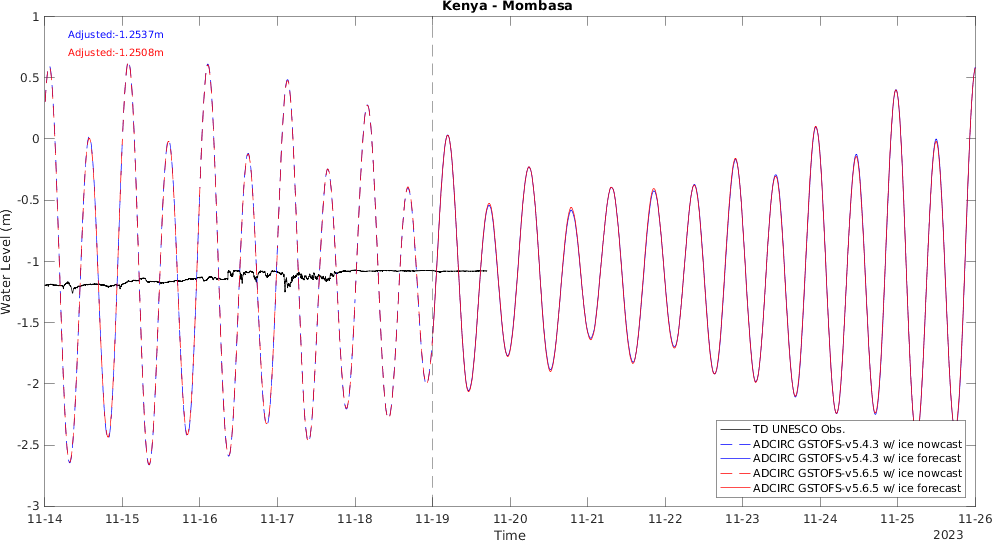 Kenya - Mombasa
Adjusted:-1.2537m
Adjusted:-1.2508m
1
0.5
0
-0.5
-1
-1.5
-2
-2.5
-3
Water Level (m)
TD UNESCO Obs.
ADCIRC GSTOFS-v5.4.3 w/ ice nowcast
ADCIRC GSTOFS-v5.4.3 w/ ice forecast
ADCIRC GSTOFS-v5.6.5 w/ ice nowcast
ADCIRC GSTOFS-v5.6.5 w/ ice forecast
11-14 11-15 11-16 11-17 11-18 11-19 11-20 11-21 11-22 11-23 11-24 11-25 11-26
Time
2023